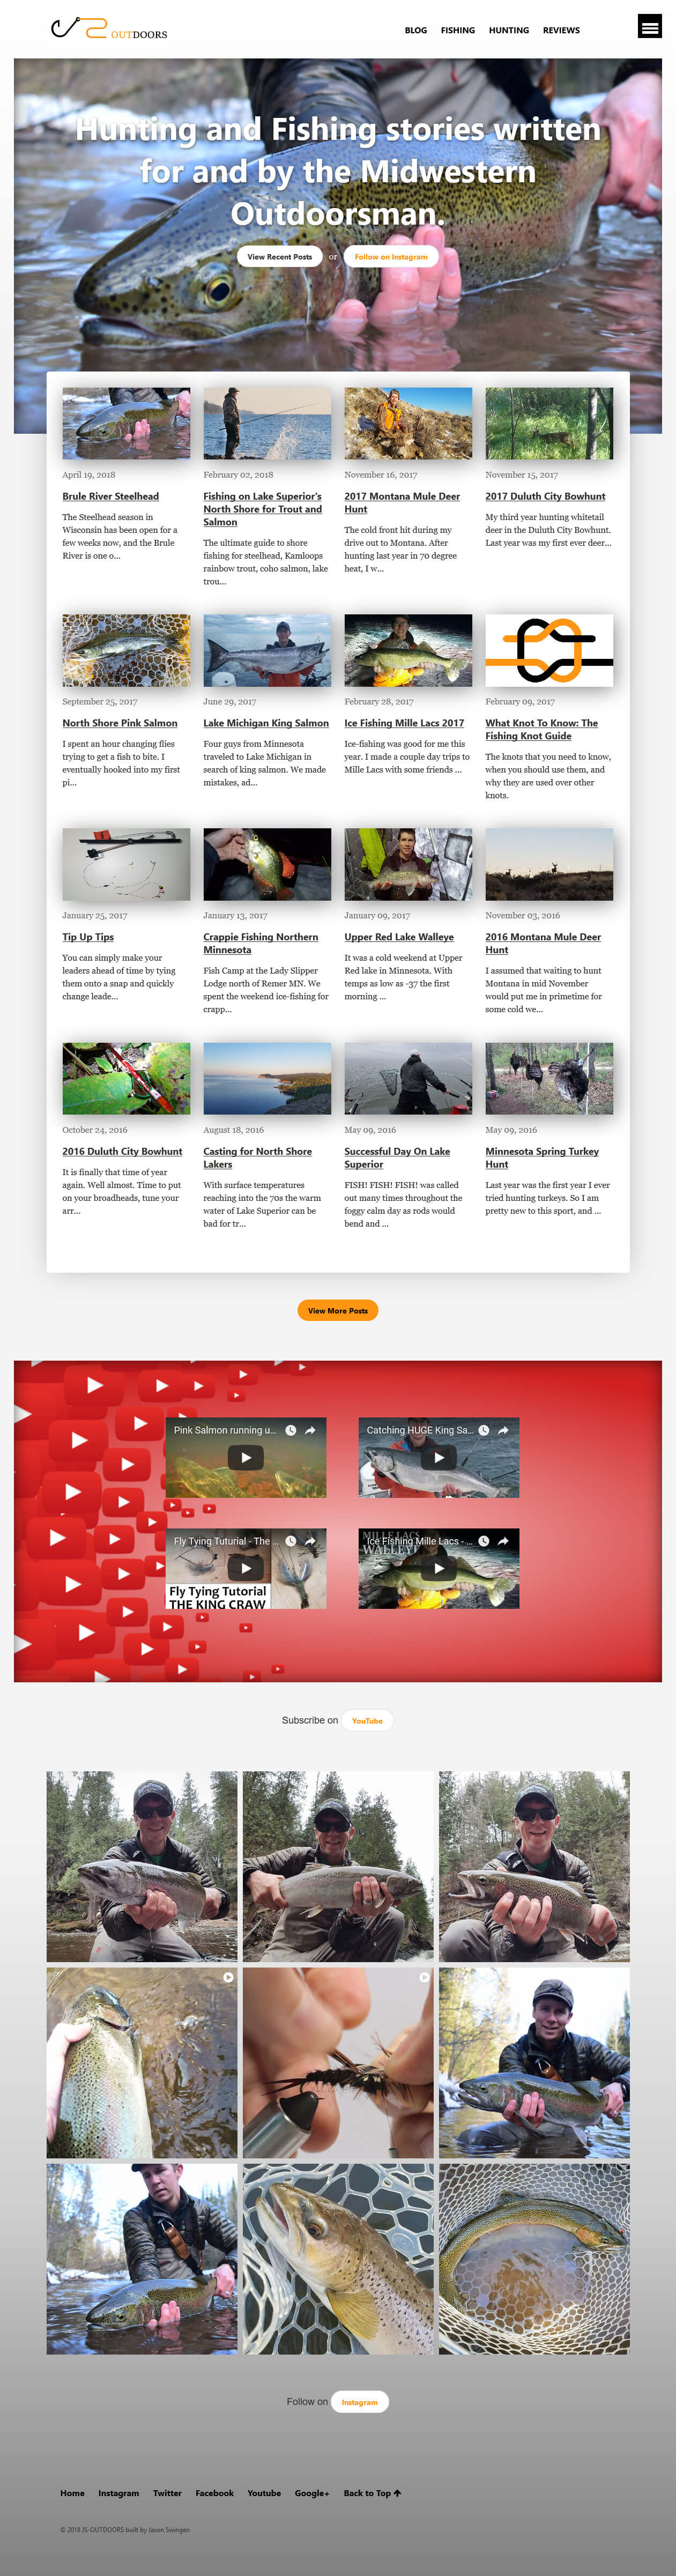 OUTDOORS
BLOG FISHING HUNTING REVIEWS
Hunting and Fishing stories written
for and by the Midwestern
Outdoorsman.
View Recent Posts or Follow on Instagram
April 19, 2018
Brule River Steelhead
The Steelhead season in
Wisconsin has been open for a
few weeks now, and the Brule
River is one o...
February 02, 2018
Fishing on Lake Superior's
North Shore for Trout and
Salmon
The ultimate guide to shore
fishing for steelhead, Kamloops
rainbow trout, coho salmon, lake
trou...
November 16, 2017
2017 Montana Mule Deer
Hunt
The cold front hit during my
drive out to Montana. After
hunting last year in 70 degree
heat, I w...
November 15, 2017
2017 Duluth City Bowhunt
My third year hunting whitetail
deer in the Duluth City Bowhunt.
Last year was my first ever deer...
September 25, 2017
North Shore Pink Salmon
I spent an hour changing flies
trying to get a fish to bite. I
eventually hooked into my first
pi...
June 29, 2017
Lake Michigan King Salmon
Four guys from Minnesota
traveled to Lake Michigan in
search of king salmon. We made
mistakes, ad...
February 28, 2017
Ice Fishing Mille Lacs 2017
Ice-fishing was good for me this
year. I made a couple day trips to
Mille Lacs with some friends ...
February 09, 2017
What Knot To Know: The
Fishing Knot Guide
The knots that you need to know,
when you should use them, and
why they are used over other
knots.
January 25, 2017
Tip Up Tips
You can simply make your
leaders ahead of time by tying
them onto a snap and quickly
change leade...
January 13, 2017
Crappie Fishing Northern
Minnesota
Fish Camp at the Lady Slipper
Lodge north of Remer MN. We
spent the weekend ice-fishing for
crapp...
January 09, 2017
Upper Red Lake Walleye
It was a cold weekend at Upper
Red lake in Minnesota. With
temps as low as -37 the first
morning ...
November 03, 2016
2016 Montana Mule Deer
Hunt
I assumed that waiting to hunt
Montana in mid November
would put me in primetime for
some cold we...
October 24, 2016
2016 Duluth City Bowhunt
It is finally that time of year
again. Well almost. Time to put
on your broadheads, tune your
arr...
August 18, 2016
Casting for North Shore
Lakers
With surface temperatures
reaching into the 70s the warm
water of Lake Superior can be
bad for tr...
May 09, 2016
Successful Day On Lake
Superior
FISH! FISH! FISH! was called
out many times throughout the
foggy calm day as rods would
bend and ...
May 09, 2016
Minnesota Spring Turkey
Hunt
Last year was the first year I ever
tried hunting turkeys. So I am
pretty new to this sport, and ...
View More Posts
Pink Salmon running u...
Catching HUGE King Sa...
Fly Tying Tuturial - The ...
Fly Tying Tutorial
THE KING CRAW
Ice Fishing Mille Lacs - ...
MILLE LACS
WALLEYE
Subscribe on YouTube
Follow on Instagram
Home Instagram Twitter Facebook Youtube Google+ Back to Top
© 2018 JS-OUTDOORS built by Jason Swingen